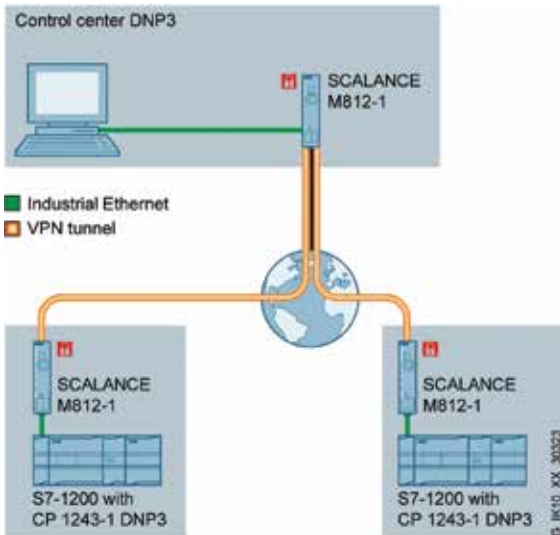 Control center DNP3
SCALANCE
M812-1
Industrial Ethernet
VPN tunnel
SCALANCE
M812-1
S7-1200 with
CP 1243-1 DNP3
SCALANCE
M812-1
S7-1200 with
CP 1243-1 DNP3
G_IK10_XX_30323